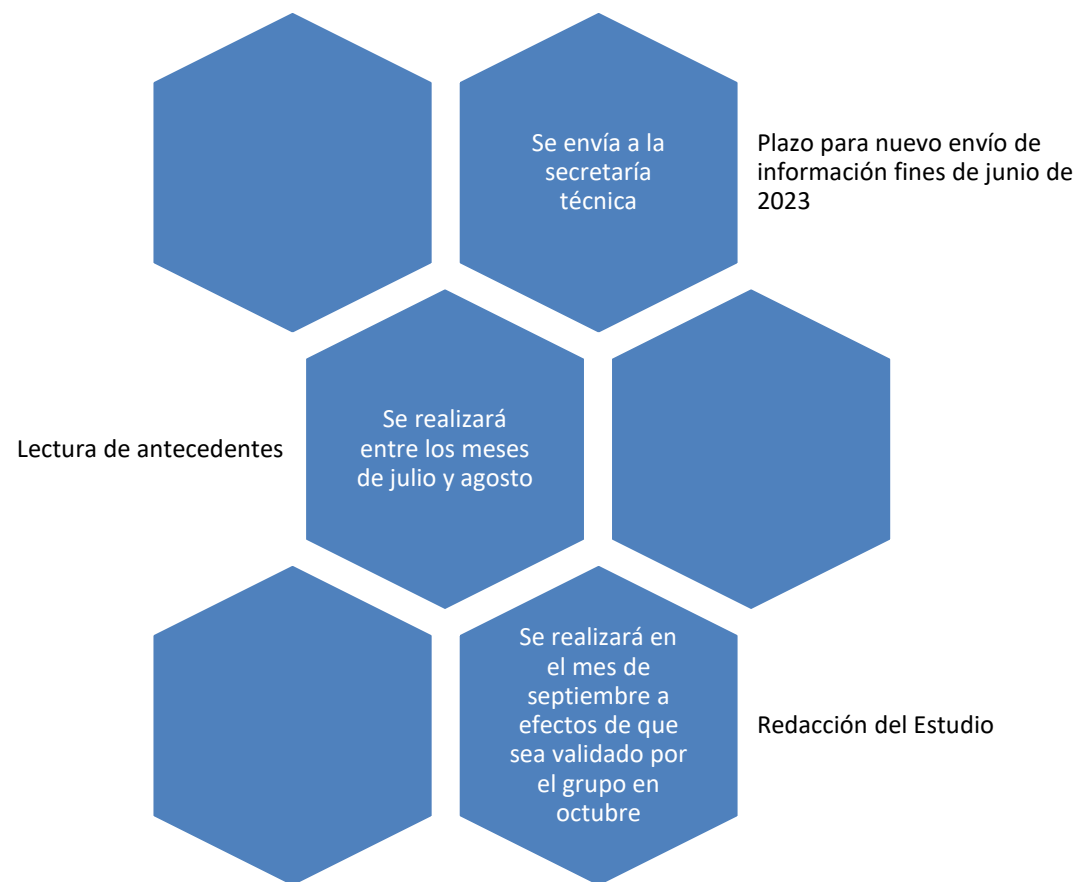 Se envía a la
secretaría
técnica
Plazo para nuevo envío de
información fines de junio de
2023
Lectura de antecedentes
Se realizará
entre los meses
de julio y agosto
Se realizará en
el mes de
septiembre a
efectos de que
sea validado por
el grupo en
octubre
Redacción del Estudio